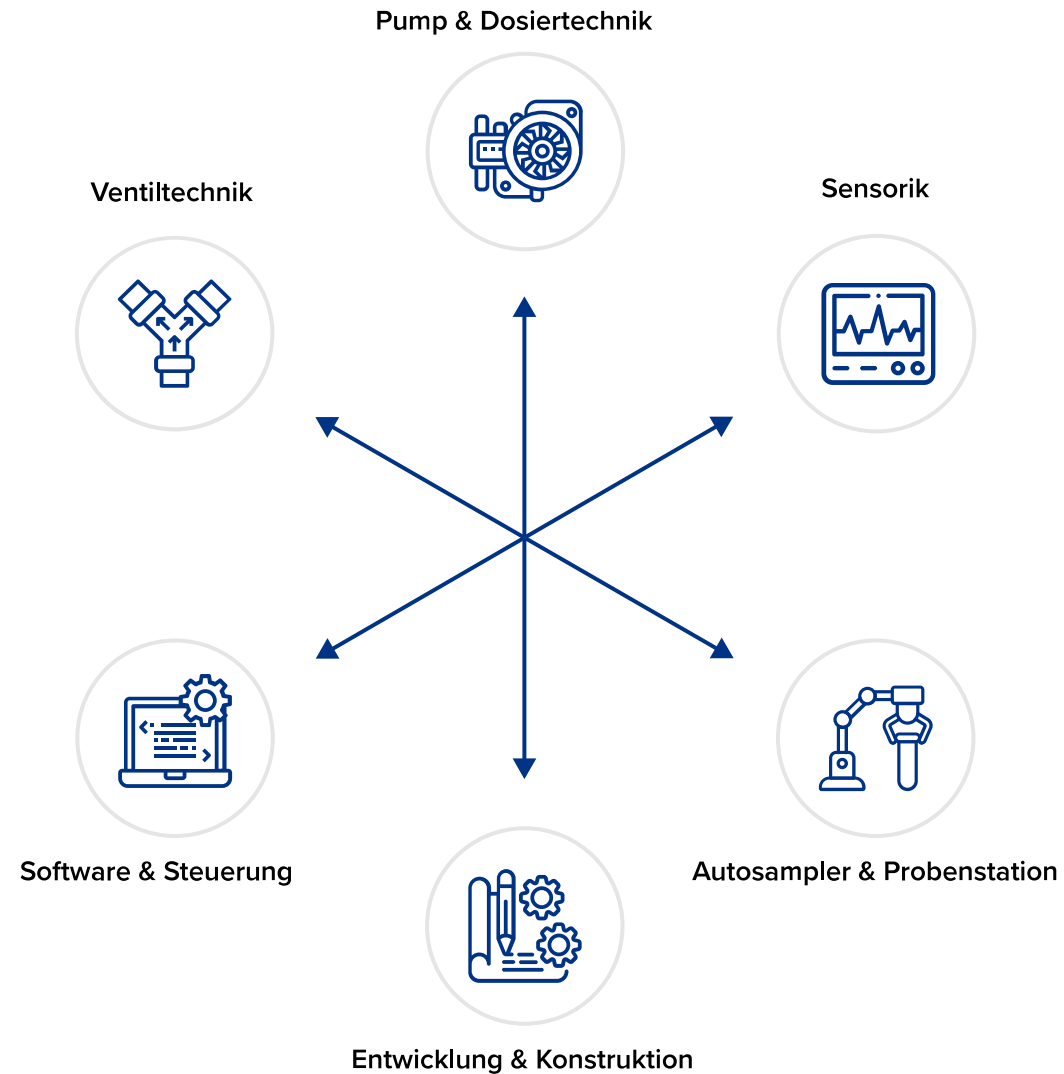 Pump & Dosiertechnik
Ventiltechnik
Sensorik
Software & Steuerung
Autosampler & Probenstation
Entwicklung & Konstruktion